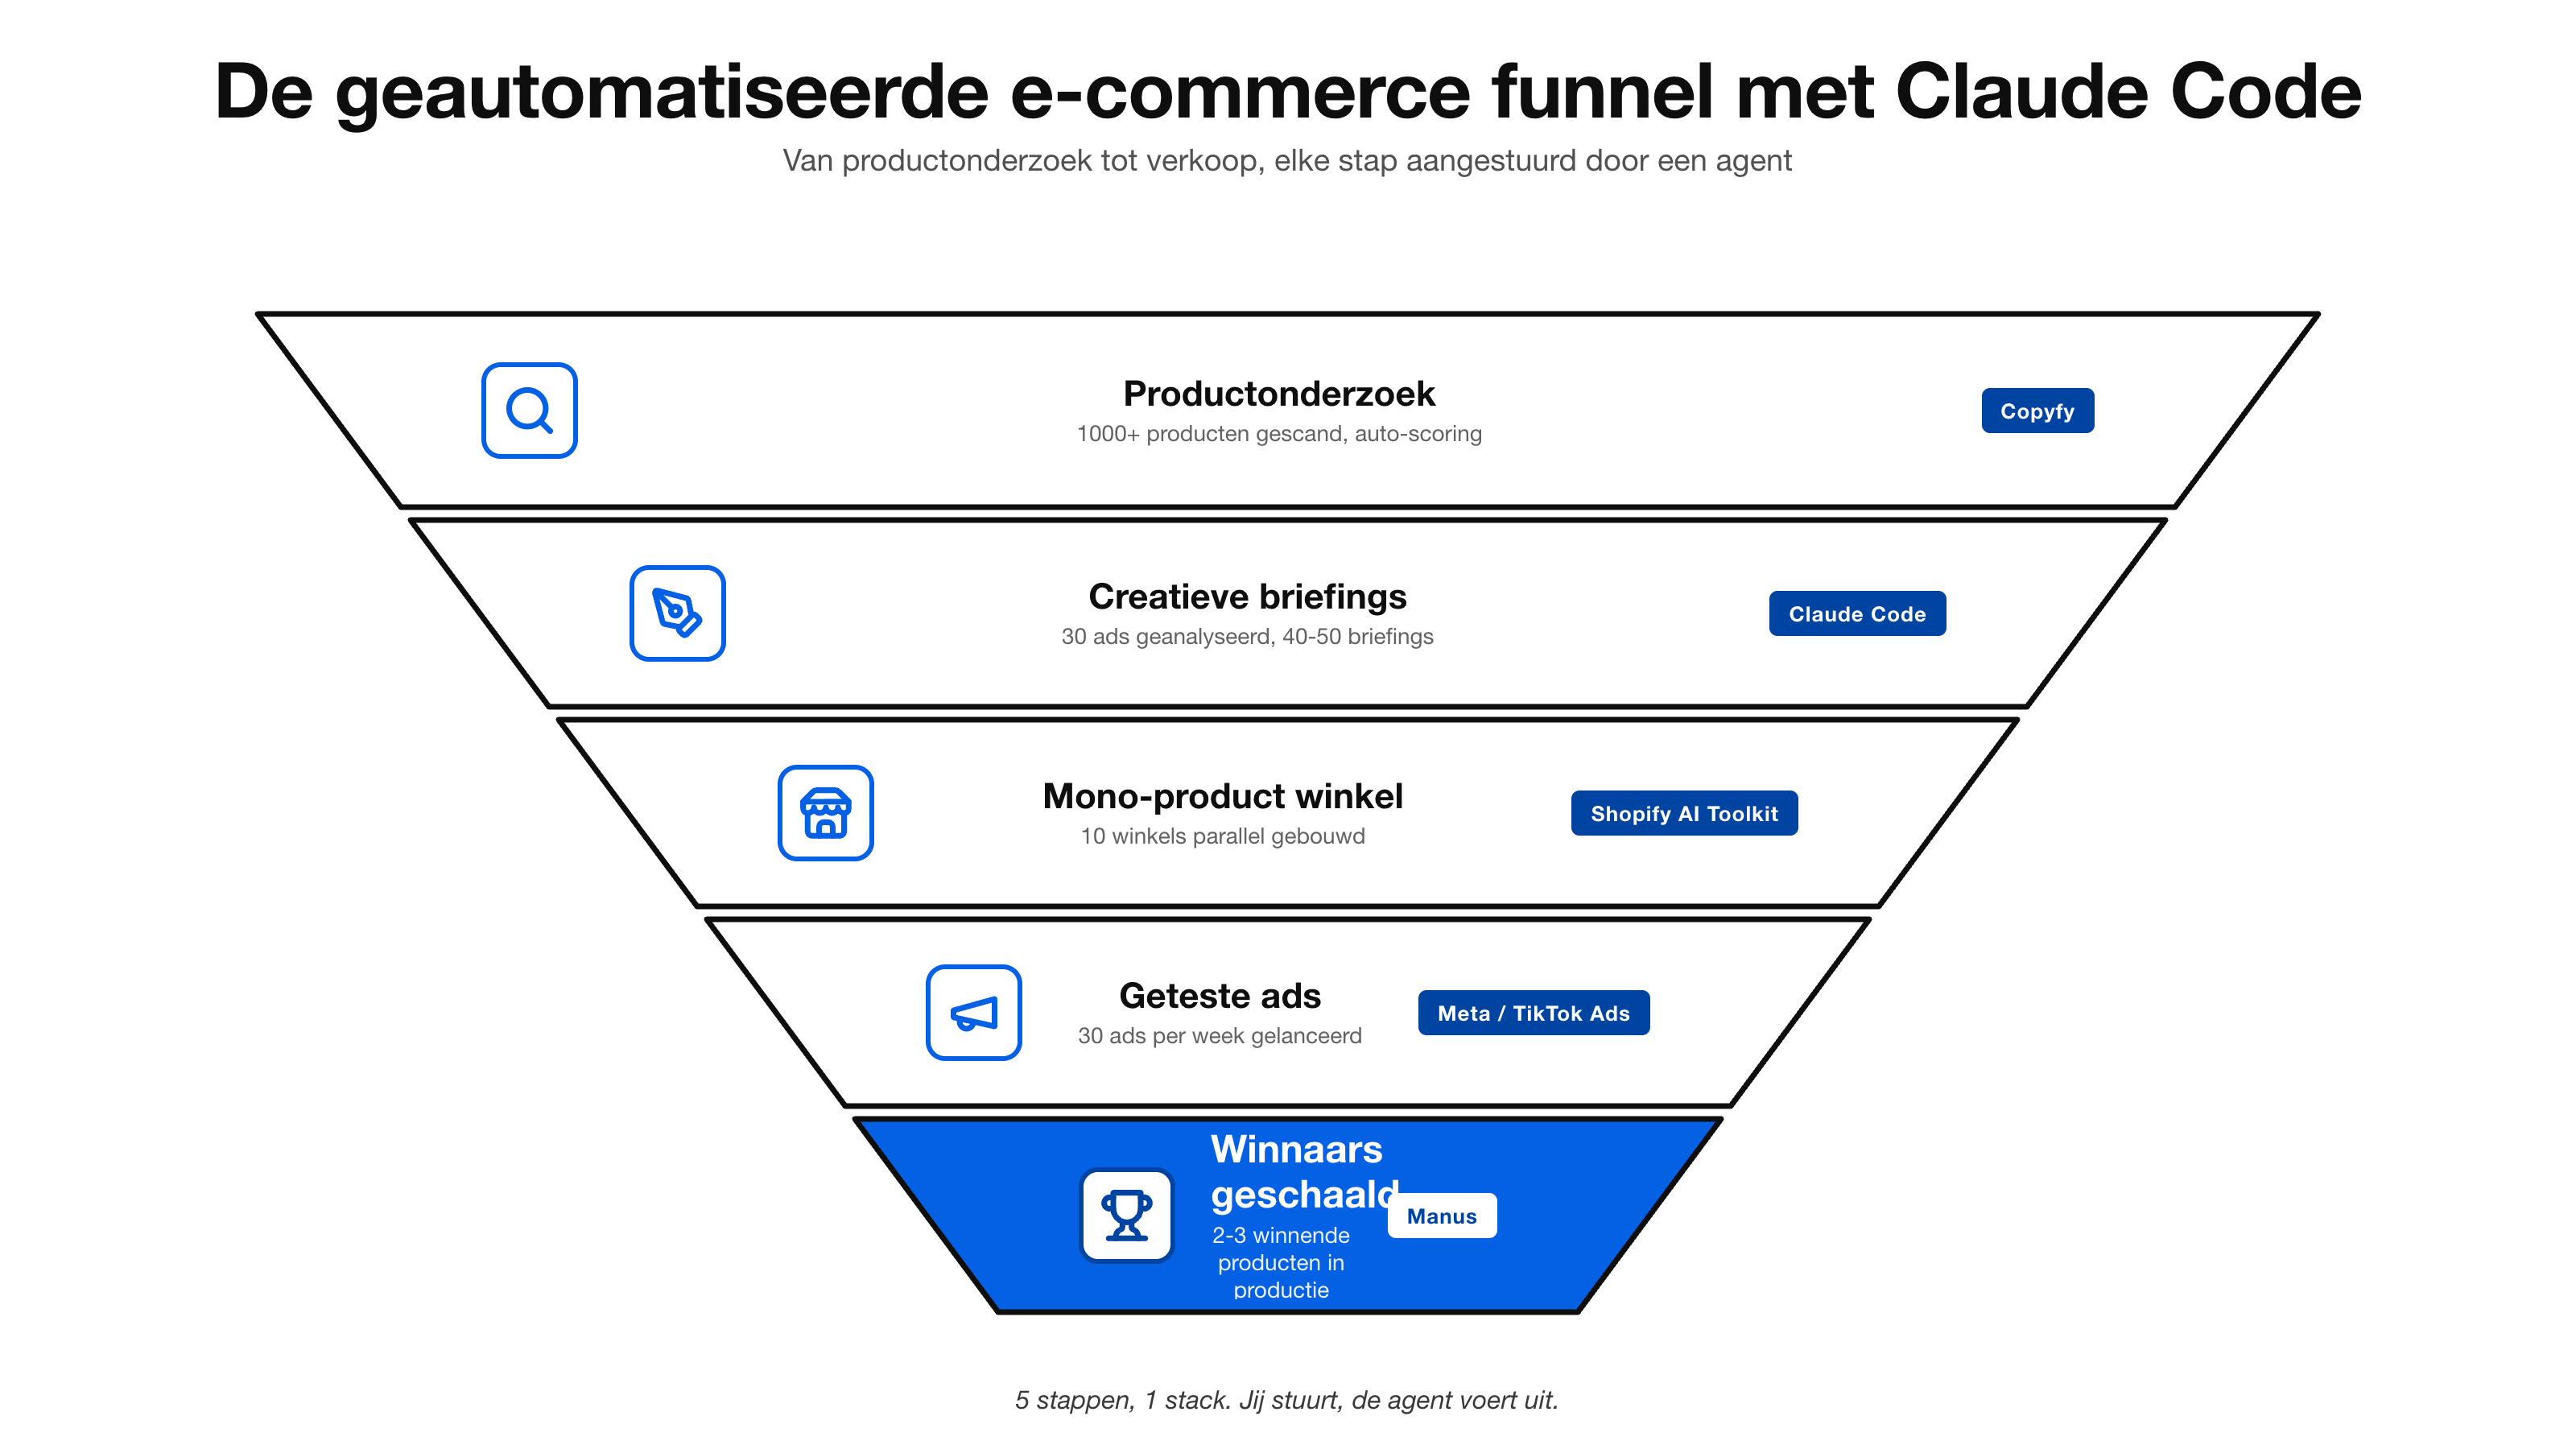 De geautomatiseerde e-commerce funnel met Claude Code
Van productonderzoek tot verkoop, elke stap aangestuurd door een agent
Productonderzoek
1000+ producten gescand, auto-scoring
Copyfy
Creatieve briefings
30 ads geanalyseerd, 40-50 briefings
Claude Code
Mono-product winkel
10 winkels parallel gebouwd
Shopify AI Toolkit
Geteste ads
30 ads per week gelanceerd
Meta / TikTok Ads
Winnaars
geschaald
2-3 winnende
producten in
productie
Manus
5 stappen, 1 stack. Jij stuurt, de agent voert uit.